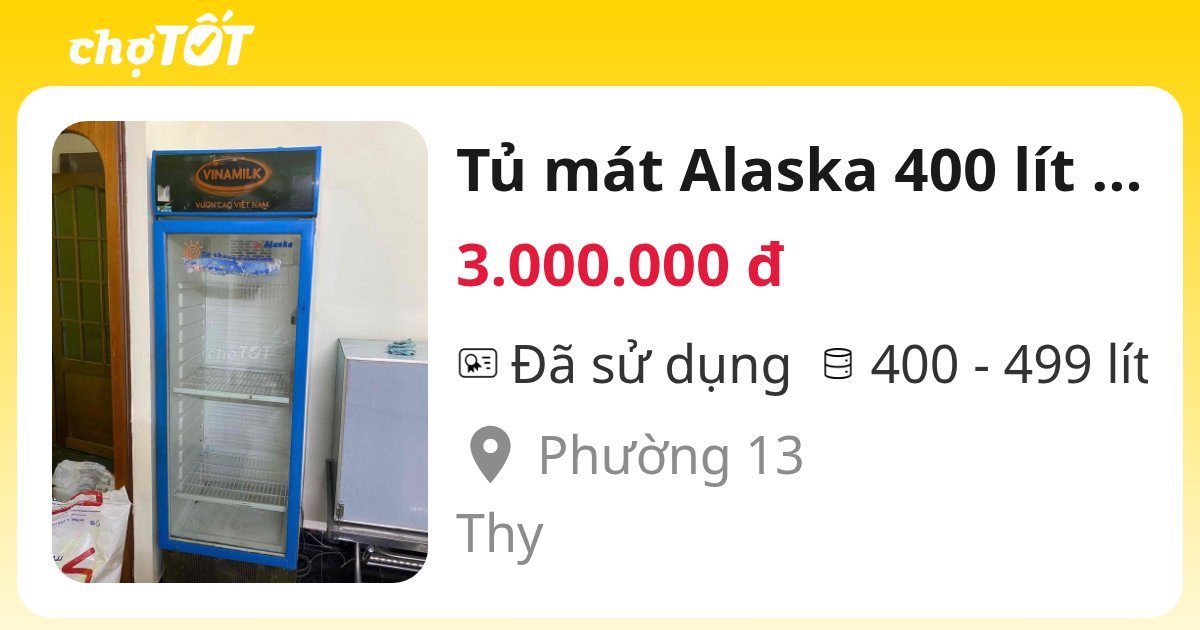 chợTỐT
Tủ mát Alaska 400 lít ...
3.000.000 đ
Đã sử dụng 400 - 499 lít
Phường 13
Thy
VINAMILK
VƯƠN CAO VIỆT NAM
Alaska
chợTỐT